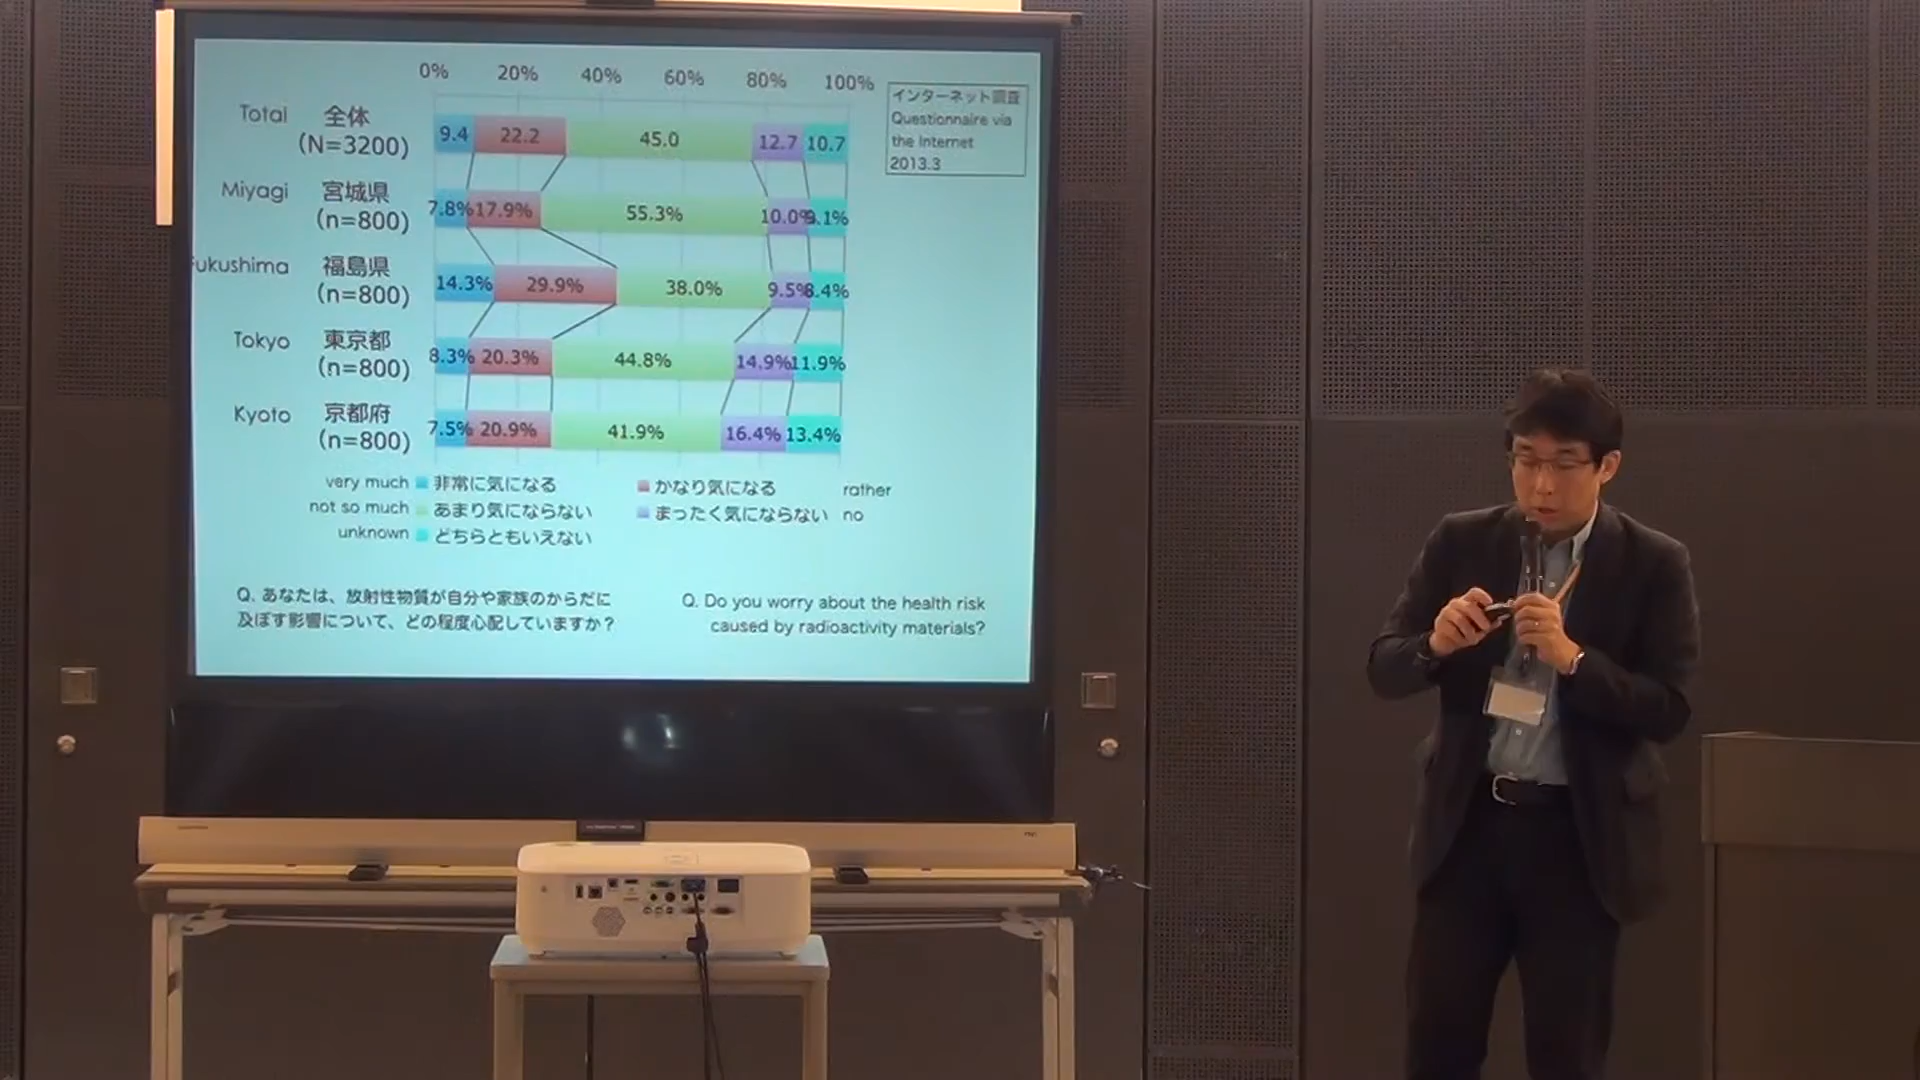 0% 20% 40% 60% 80% 100%
インターネット調査
Questionnaire via
the Internet
2013.3
Total 全体
(N=3200)
9.4 22.2 45.0 12.7 10.7
Miyagi 宮城県
(n=800)
7.8% 17.9% 55.3% 10.0% 9.1%
ukushima 福島県
(n=800)
14.3% 29.9% 38.0% 9.5% 8.4%
Tokyo 東京都
(n=800)
8.3% 20.3% 44.8% 14.9% 11.9%
Kyoto 京都府
(n=800)
7.5% 20.9% 41.9% 16.4% 13.4%
very much 非常に気になる かなり気になる rather
not so much あまり気にならない まったく気にならない no
unknown どちらともいえない
Q. あなたは、放射性物質が自分や家族のからだに
及ぼす影響について、どの程度心配していますか？
Q. Do you worry about the health risk
caused by radioactivity materials?